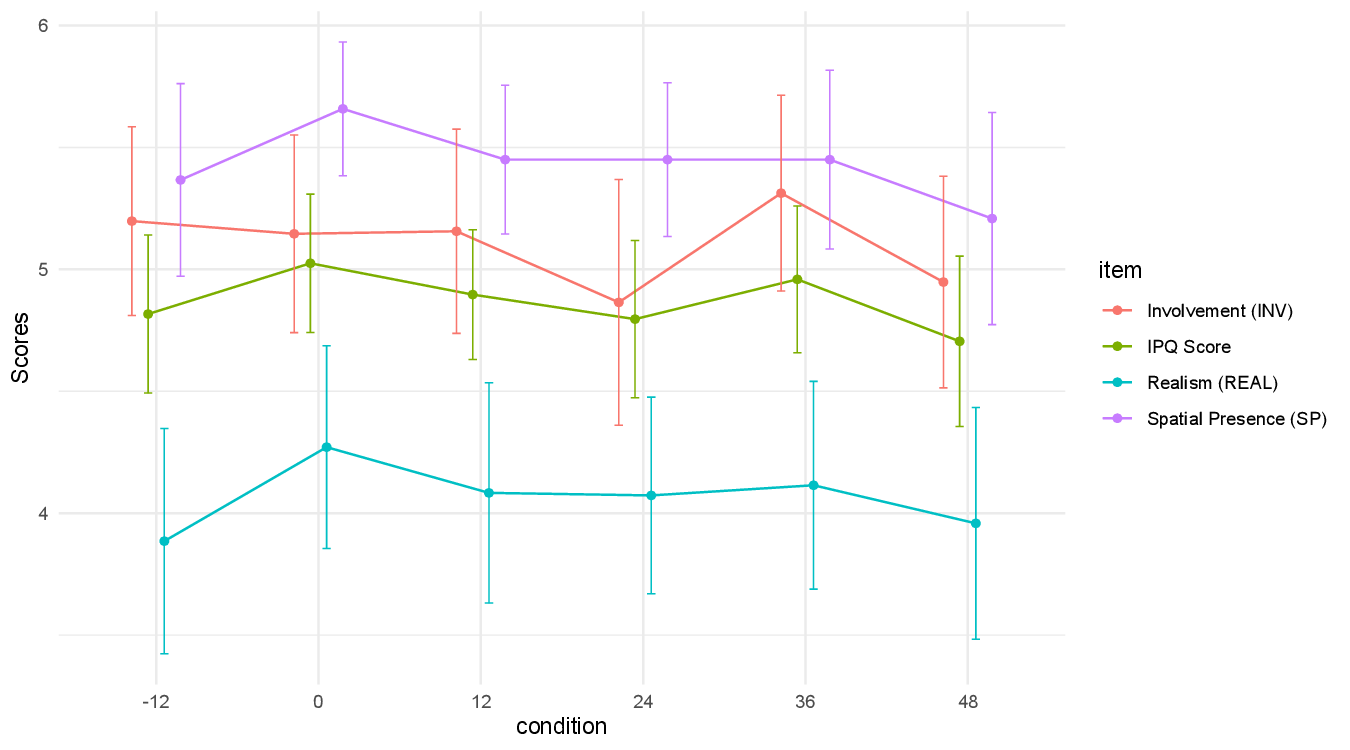 6
5
4
Scores
-12 0 12 24 36 48
condition
item
Involvement (INV)
IPQ Score
Realism (REAL)
Spatial Presence (SP)